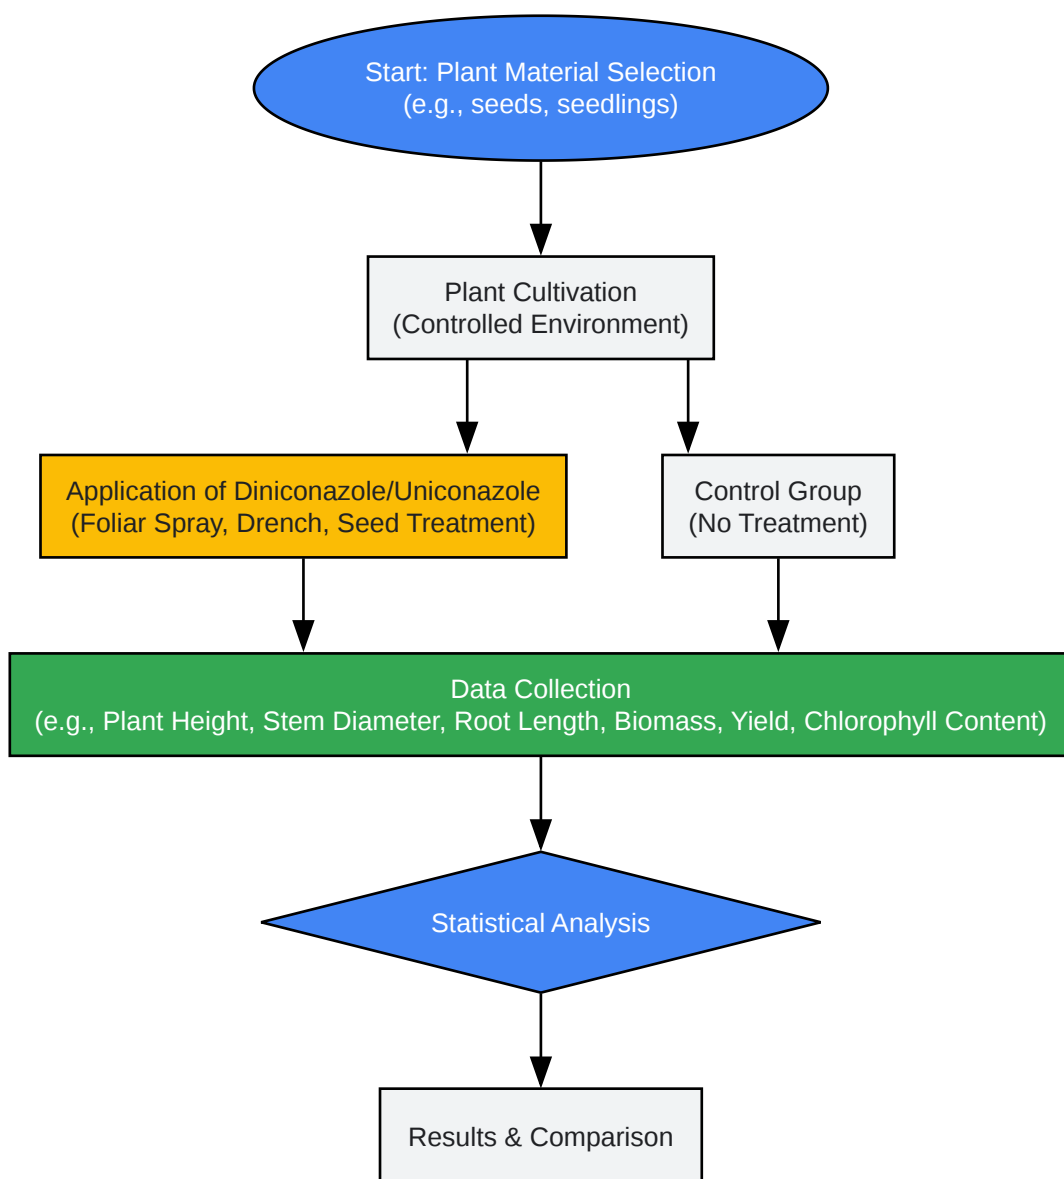 Start: Plant Material Selection
(e.g., seeds, seedlings)
Plant Cultivation
(Controlled Environment)
Application of Diniconazole/Uniconazole
(Foliar Spray, Drench, Seed Treatment)
Control Group
(No Treatment)
Data Collection
(e.g., Plant Height, Stem Diameter, Root Length, Biomass, Yield, Chlorophyll Content)
Statistical Analysis
Results & Comparison